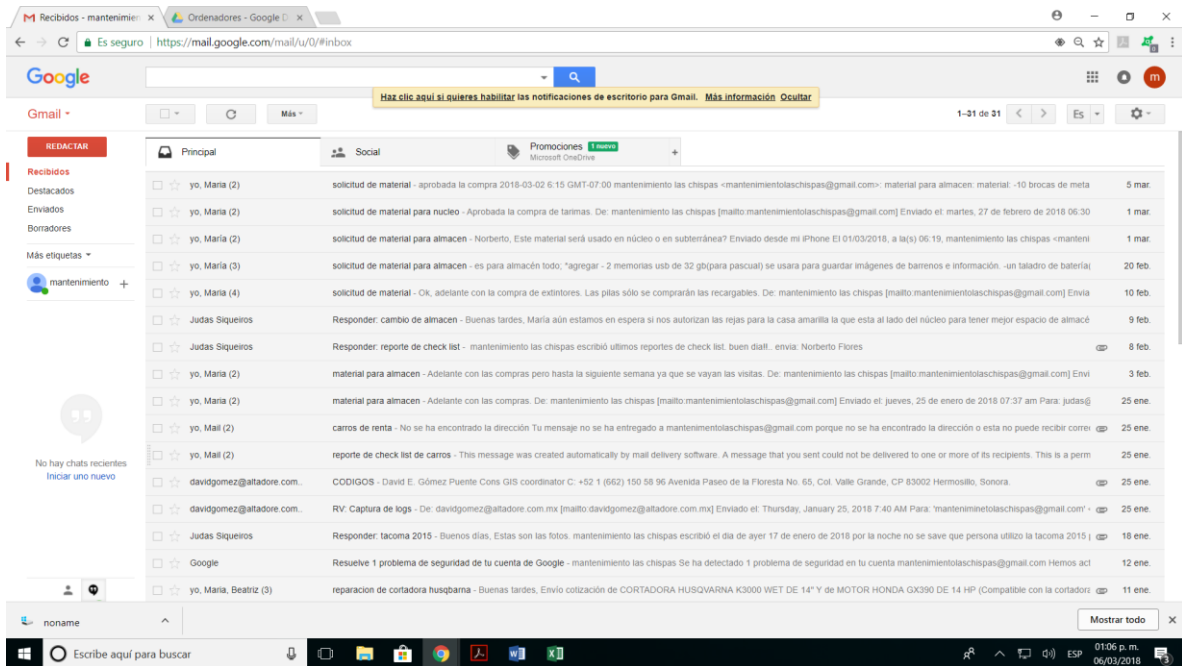 Recibidos - mantenimien
Ordenadores - Google D
Es seguro | https://mail.google.com/mail/u/0/#inbox
Google
Haz clic aquí si quieres habilitar las notificaciones de escritorio para Gmail. Más información Ocultar
Gmail
Más
1–31 de 31
Es
REDACTAR
Recibidos
Destacados
Enviados
Borradores
Más etiquetas
mantenimiento
No hay chats recientes
Iniciar uno nuevo
Principal
Social
Promociones 1 nuevo
Microsoft OneDrive
yo, Maria (2) solicitud de material - aprobada la compra 2018-03-02 6:15 GMT-07:00 mantenimiento las chispas <mantenimientolaschispas@gmail.com>: material para almacen: material: -10 brocas de meta 5 mar.
yo, Maria (2) solicitud de material para nucleo - Aprobada la compra de tarimas. De: mantenimiento las chispas [mailto:mantenimientolaschispas@gmail.com] Enviado el: martes, 27 de febrero de 2018 06:30 1 mar.
yo, María (2) solicitud de material para almacen - Norberto, Este material será usado en núcleo o en subterránea? Enviado desde mi iPhone El 01/03/2018, a la(s) 06:19, mantenimiento las chispas <manteni 1 mar.
yo, María (3) solicitud de material para almacen - es para almacén todo; *agregar - 2 memorias usb de 32 gb(para pascual) se usara para guardar imágenes de barrenos e información. -un taladro de batería( 20 feb.
yo, Maria (4) solicitud de material - Ok, adelante con la compra de extintores. Las pilas sólo se comprarán las recargables. De: mantenimiento las chispas [mailto:mantenimientolaschispas@gmail.com] Envia 10 feb.
Judas Siqueiros Responder: cambio de almacen - Buenas tardes, María aún estamos en espera si nos autorizan las rejas para la casa amarilla la que esta al lado del núcleo para tener mejor espacio de almacé 9 feb.
Judas Siqueiros Responder: reporte de check list - mantenimiento las chispas escribió ultimos reportes de check list. buen dia!!.. envia: Norberto Flores 8 feb.
yo, Maria (2) material para almacen - Adelante con las compras pero hasta la siguiente semana ya que se vayan las visitas. De: mantenimiento las chispas [mailto:mantenimientolaschispas@gmail.com] Envi 3 feb.
yo, Maria (2) material para almacen - Adelante con las compras. De: mantenimiento las chispas [mailto:mantenimientolaschispas@gmail.com] Enviado el: jueves, 25 de enero de 2018 07:37 am Para: judas@ 25 ene.
yo, Mail (2) carros de renta - No se ha encontrado la dirección Tu mensaje no se ha entregado a mantenimentolaschispas@gmail.com porque no se ha encontrado la dirección o esta no puede recibir correo 25 ene.
yo, Mail (2) reporte de check list de carros - This message was created automatically by mail delivery software. A message that you sent could not be delivered to one or more of its recipients. This is a perm 25 ene.
davidgomez@altadore.com.. CODIGOS - David E. Gómez Puente Cons GIS coordinator C: +52 1 (662) 150 58 96 Avenida Paseo de la Floresta No. 65, Col. Valle Grande, CP 83002 Hermosillo, Sonora. 25 ene.
davidgomez@altadore.com.. RV: Captura de logs - De: davidgomez@altadore.com.mx [mailto:davidgomez@altadore.com.mx] Enviado el: Thursday, January 25, 2018 7:40 AM Para: 'manteniminetolaschispas@gmail.com' < 25 ene.
Judas Siqueiros Responder: tacoma 2015 - Buenos días, Estas son las fotos. mantenimiento las chispas escribió el dia de ayer 17 de enero de 2018 por la noche no se save que persona utilizo la tacoma 2015 18 ene.
Google Resuelve 1 problema de seguridad de tu cuenta de Google - mantenimiento las chispas Se ha detectado 1 problema de seguridad en tu cuenta mantenimientolaschispas@gmail.com Hemos act 12 ene.
yo, Maria, Beatriz (3) reparacion de cortadora husqbarna - Buenas tardes, Envío cotización de CORTADORA HUSQVARNA K3000 WET DE 14" Y de MOTOR HONDA GX390 DE 14 HP (Compatible con la cortadora 11 ene.
noname
Mostrar todo
Escribe aquí para buscar
ESP
01:06 p. m.
06/03/2018